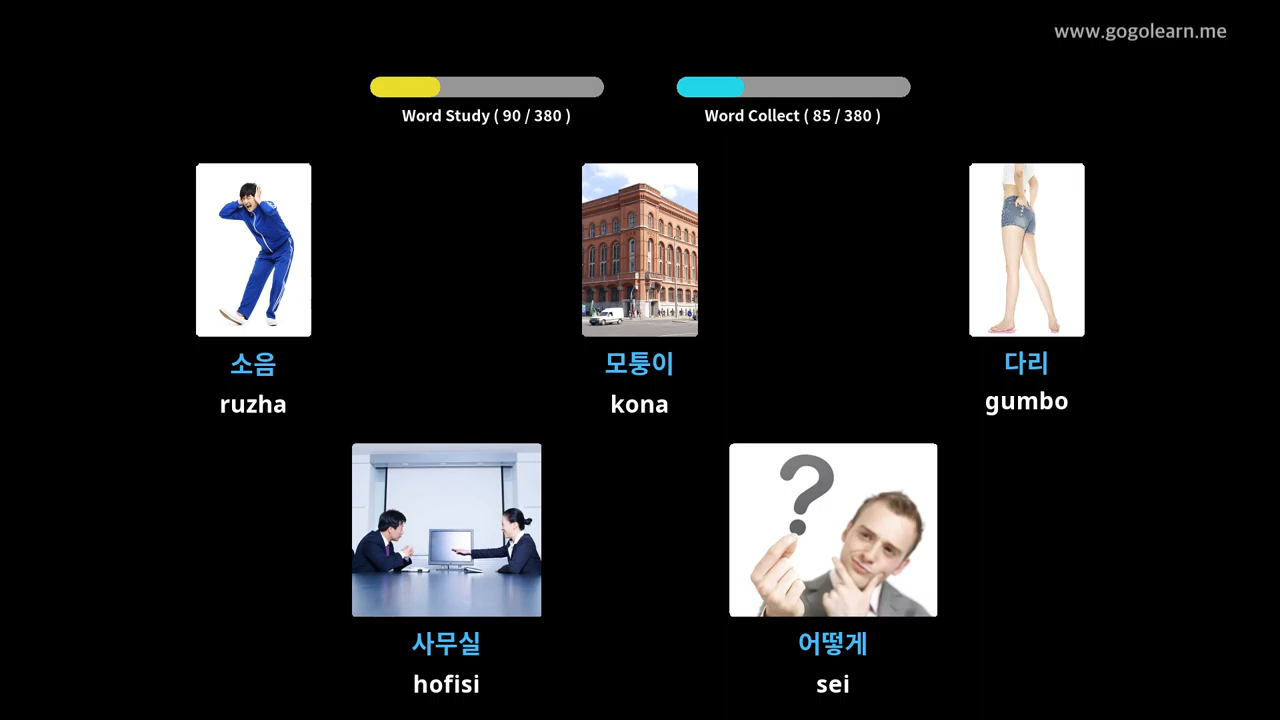 www.gogolearn.me
Word Study ( 90 / 380 )
Word Collect ( 85 / 380 )
소음
ruzha
모퉁이
kona
다리
gumbo
사무실
hofisi
어떻게
sei